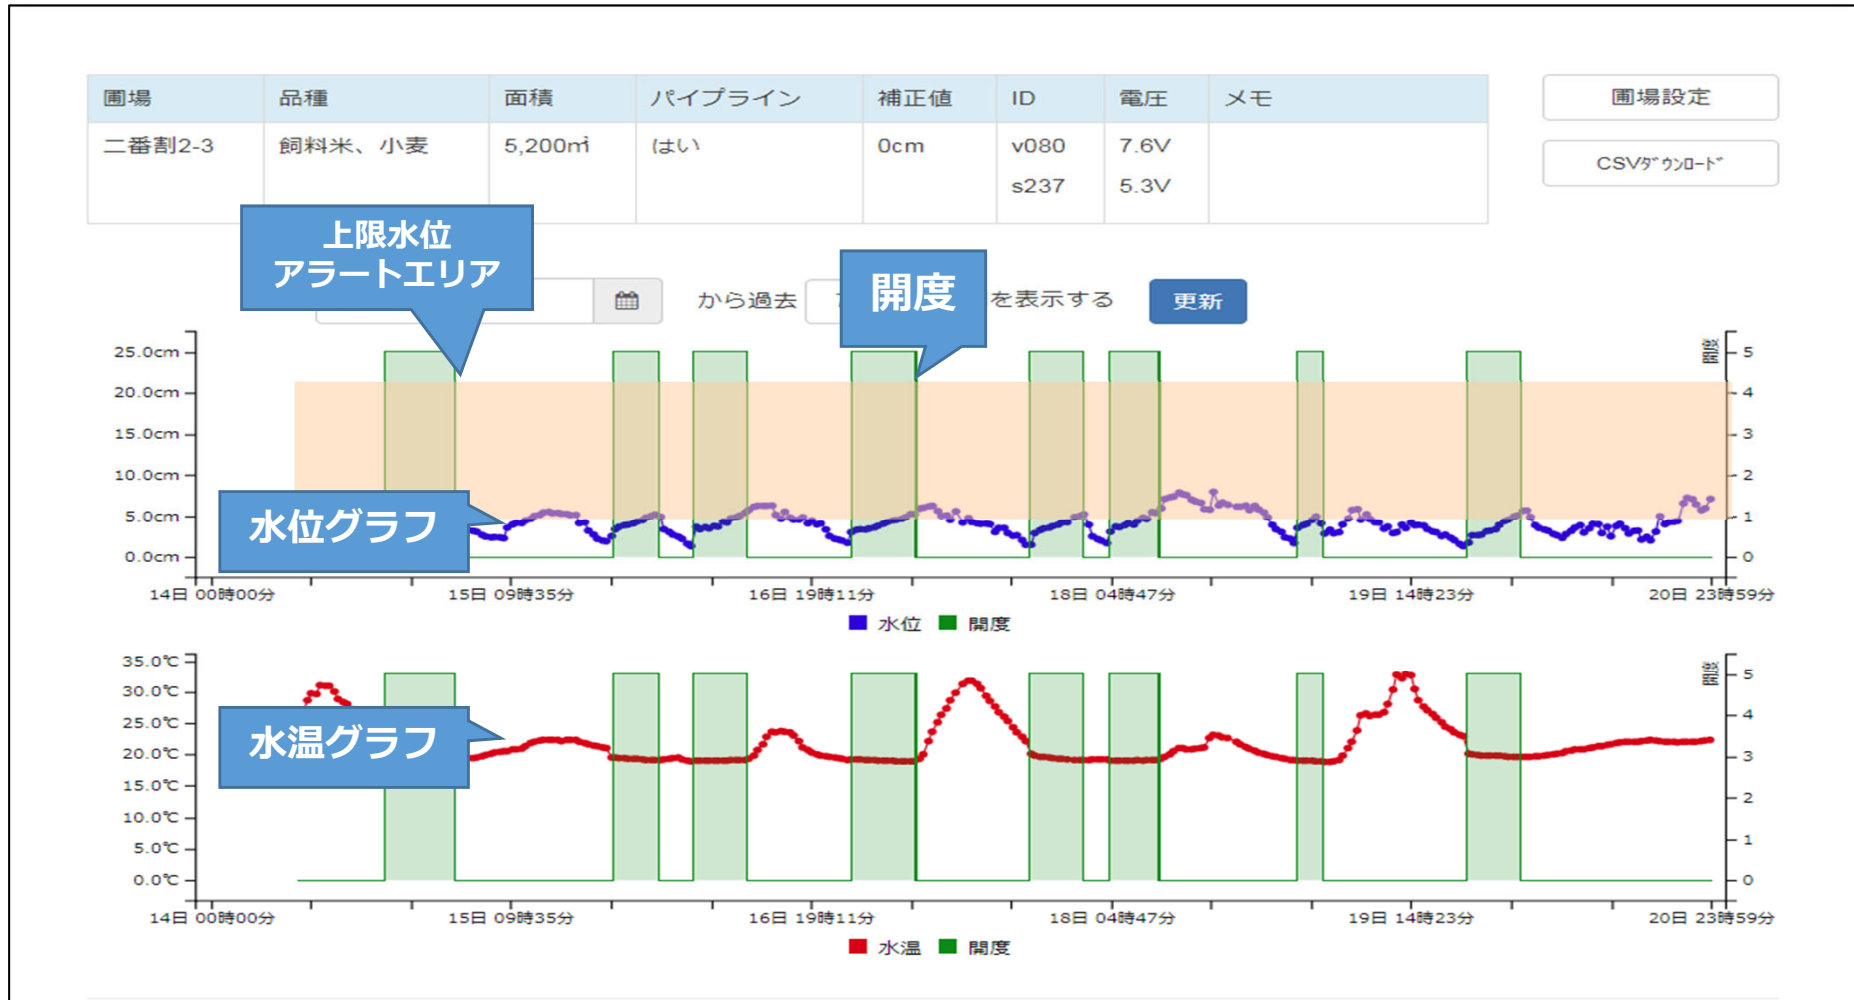 圃場 品種 面積 パイプライン 補正値 ID 電圧 メモ
二番割2-3 飼料米、小麦 5,200㎡ はい 0cm v080 7.6V
s237 5.3V
圃場設定
CSVﾀﾞｳﾝﾛｰﾄﾞ
上限水位
アラートエリア
から過去
開度
を表示する
更新
25.0cm
20.0cm
15.0cm
10.0cm
5.0cm
0.0cm
開度
5
4
3
2
1
0
水位グラフ
14日 00時00分 15日 09時35分 16日 19時11分 18日 04時47分 19日 14時23分 20日 23時59分
水位 開度
35.0℃
30.0℃
25.0℃
20.0℃
15.0℃
10.0℃
5.0℃
0.0℃
開度
5
4
3
2
1
0
水温グラフ
14日 00時00分 15日 09時35分 16日 19時11分 18日 04時47分 19日 14時23分 20日 23時59分
水温 開度